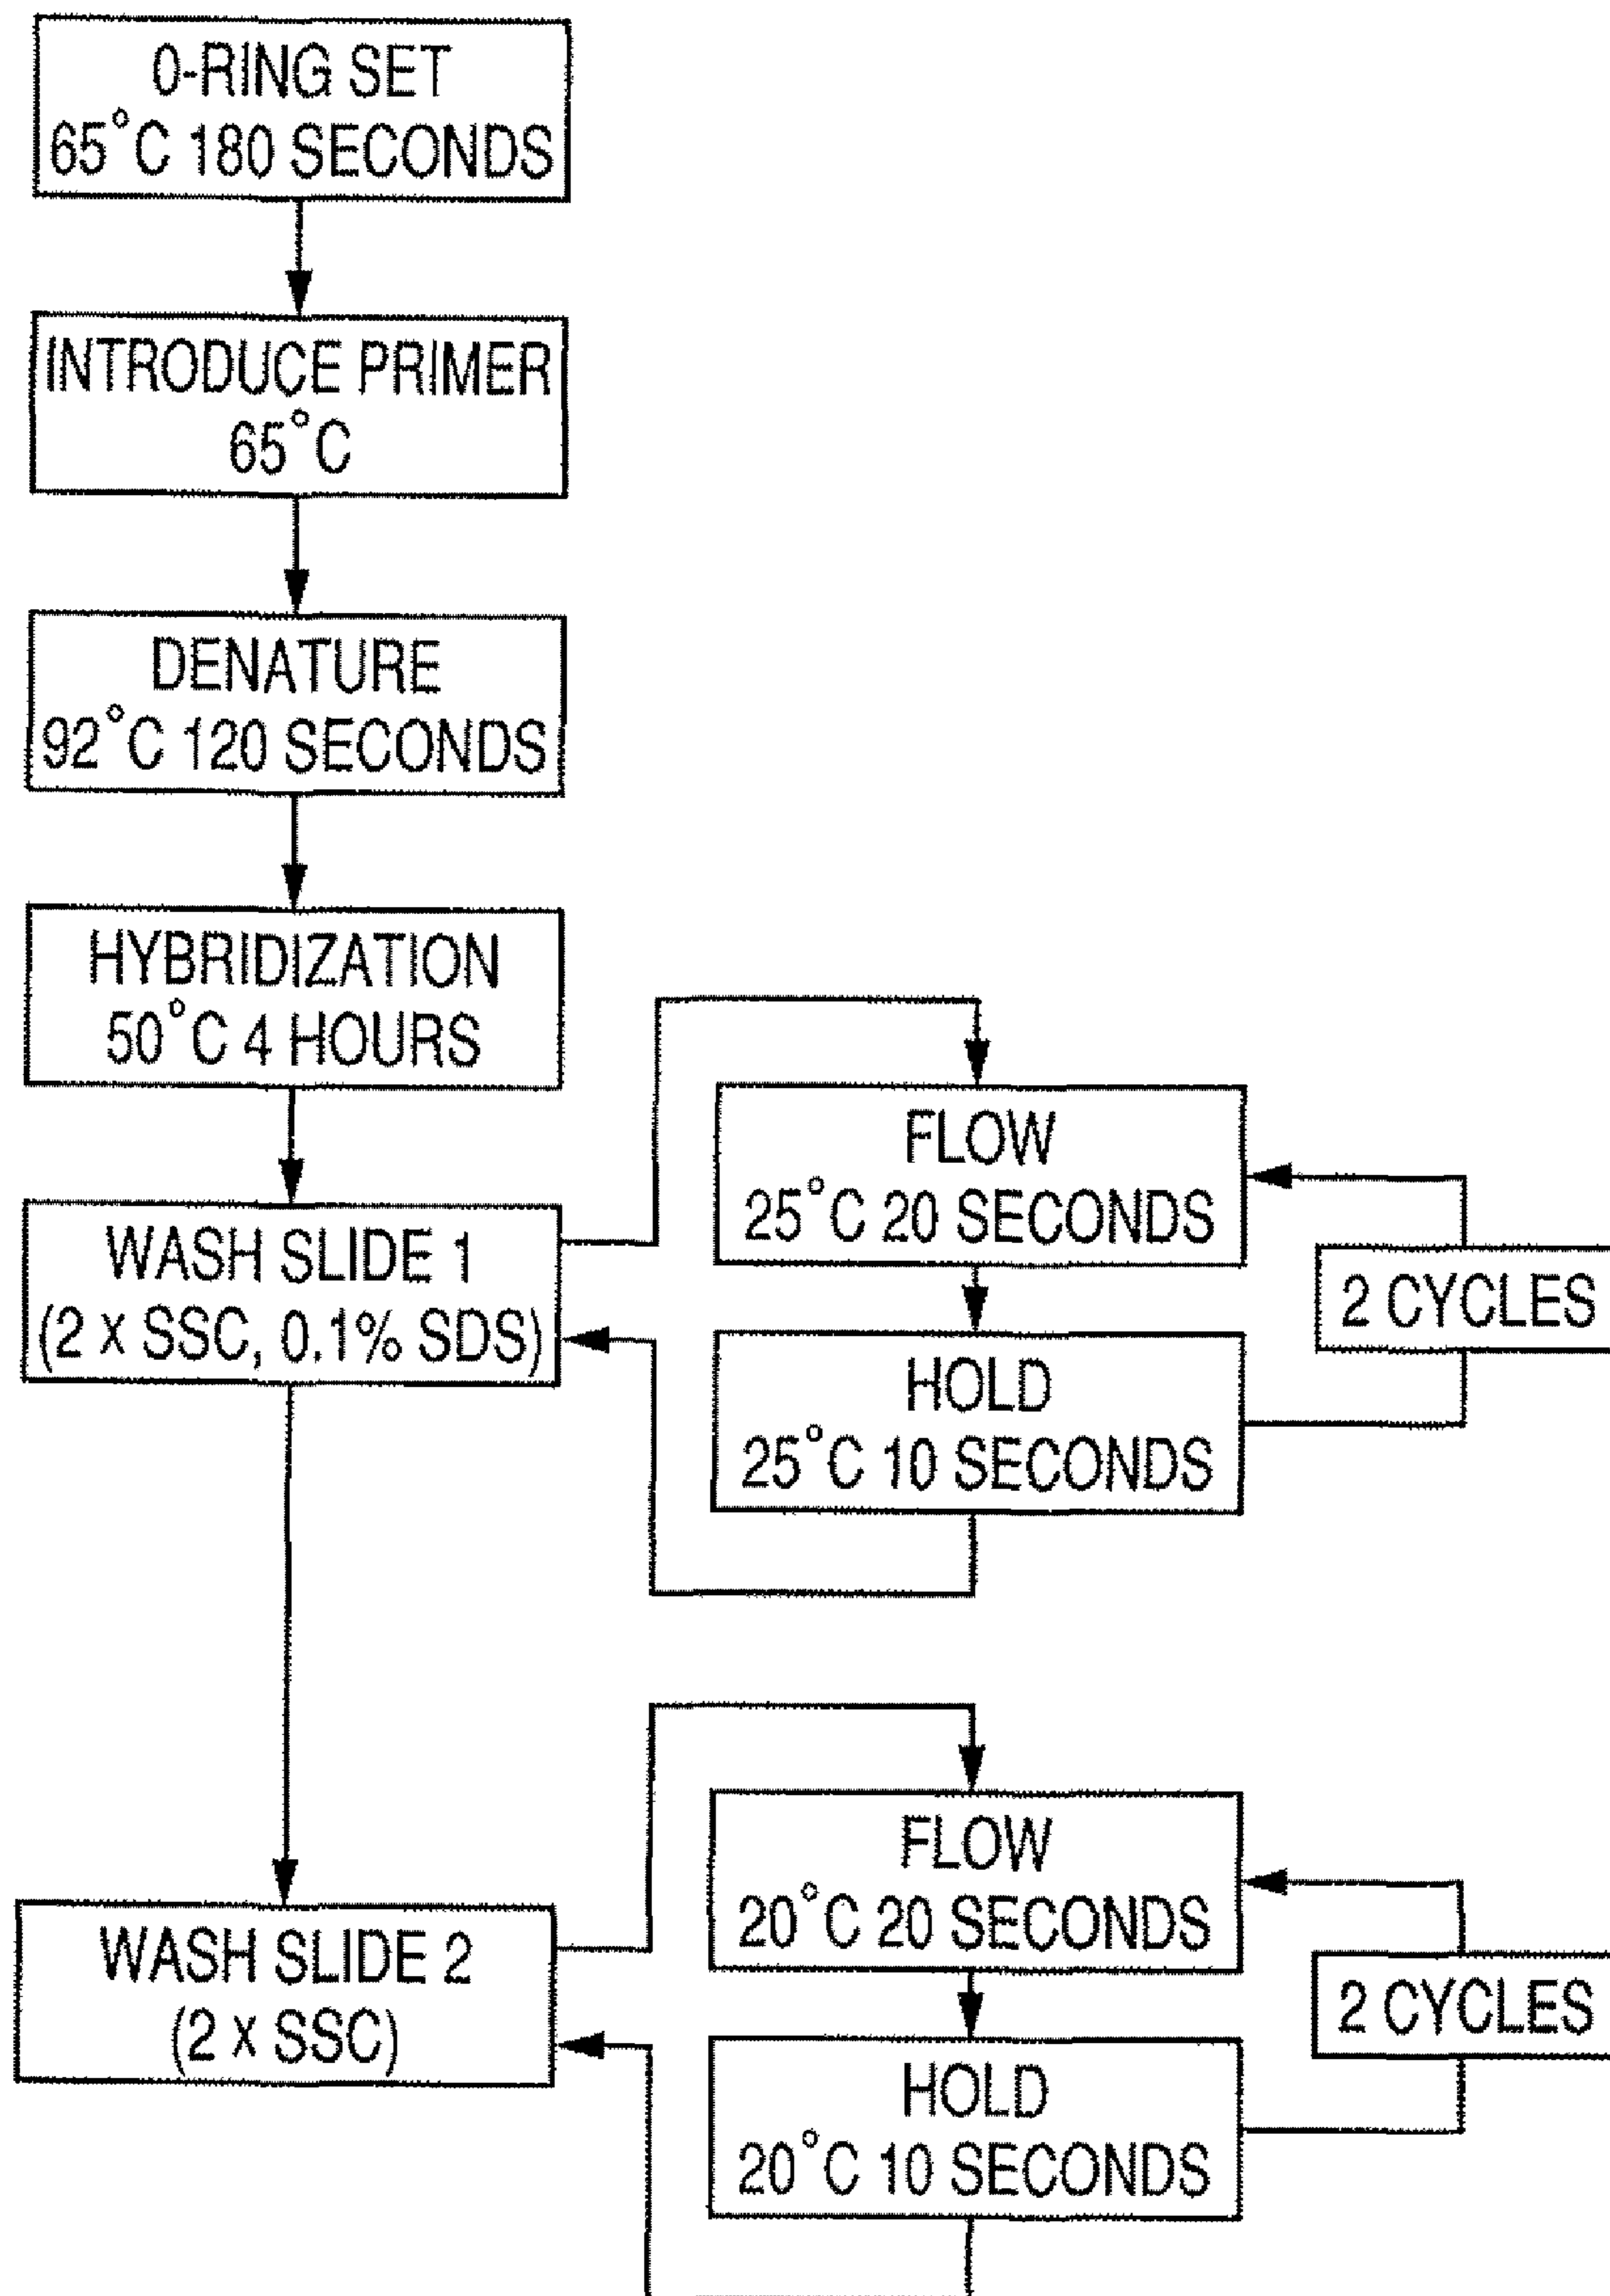 0-RING SET
65°C 180 SECONDS
INTRODUCE PRIMER
65°C
DENATURE
92°C 120 SECONDS
HYBRIDIZATION
50°C 4 HOURS
WASH SLIDE 1
(2 x SSC, 0.1% SDS)
FLOW
25°C 20 SECONDS
HOLD
25°C 10 SECONDS
2 CYCLES
WASH SLIDE 2
(2 x SSC)
FLOW
20°C 20 SECONDS
HOLD
20°C 10 SECONDS
2 CYCLES